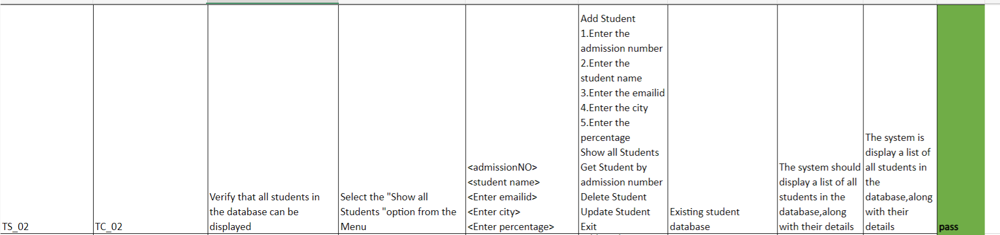 TS_02
TC_02
Verify that all students in
the database can be
displayed
Select the "Show all
Students "option from the
Menu
<admissionNO>
<student name>
<Enter emailid>
<Enter city>
<Enter percentage>
Add Student
1.Enter the
admission number
2.Enter the
student name
3.Enter the emailid
4.Enter the city
5.Enter the
percentage
Show all Students
Get Student by
admission number
Delete Student
Update Student
Exit
Existing student
database
The system should
display a list of all
students in the
database,along
with their details
The system is
display a list of
all students in
the
database,along
with their
details
pass